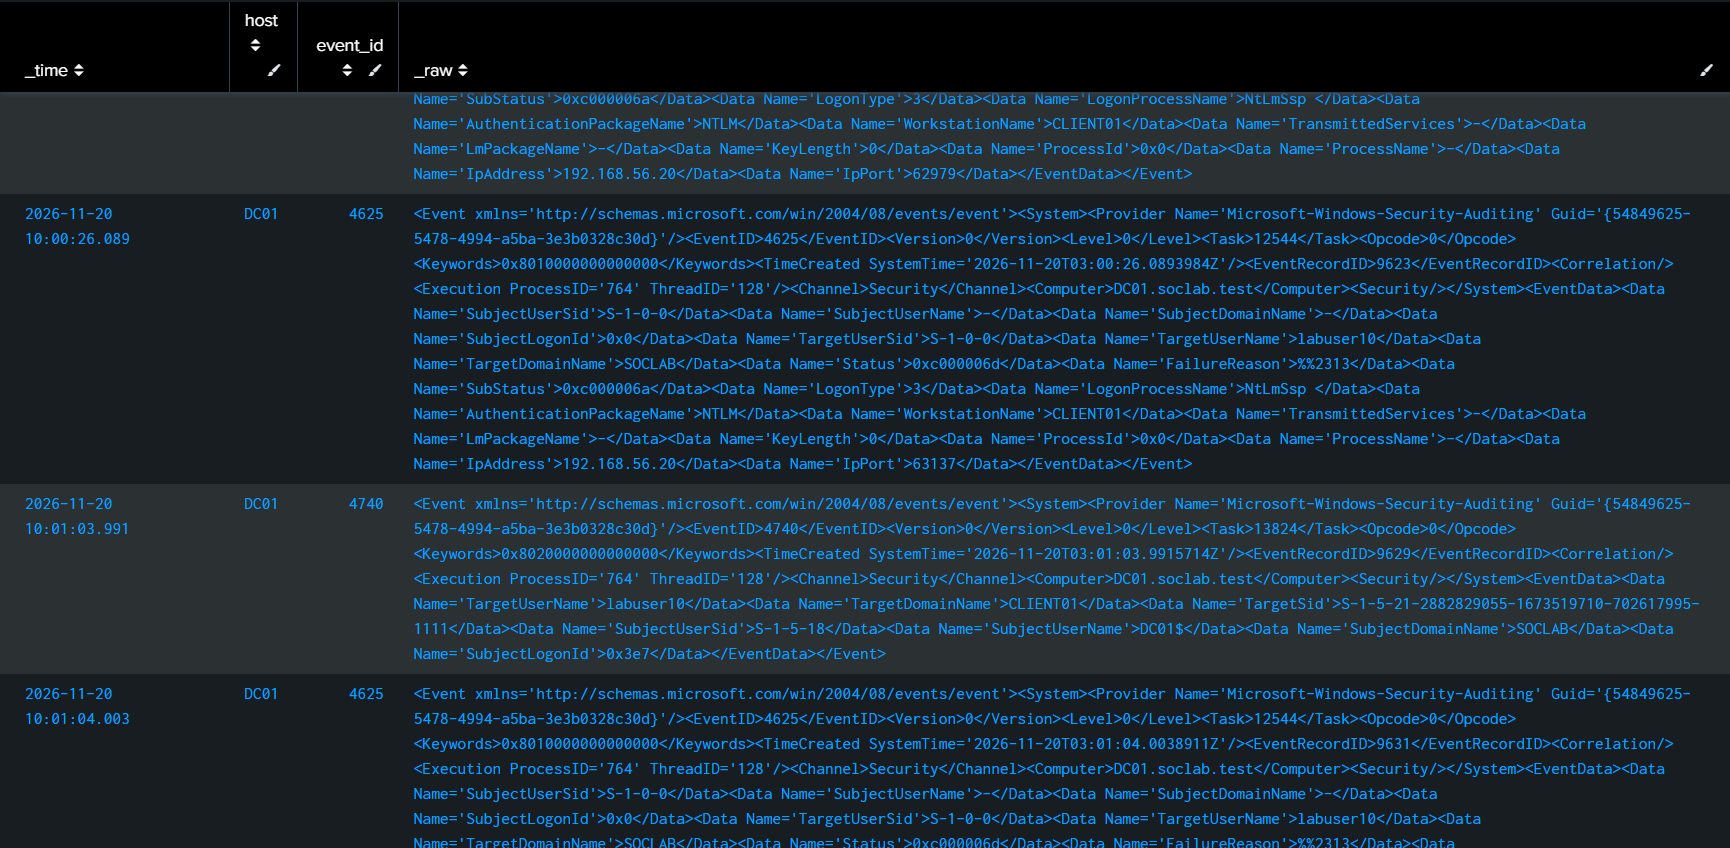 host
event_id
_time
_raw
Name='SubStatus'>0xc000006a</Data><Data Name='LogonType'>3</Data><Data Name='LogonProcessName'>NtLmSsp </Data><Data
Name='AuthenticationPackageName'>NTLM</Data><Data Name='WorkstationName'>CLIENT01</Data><Data Name='TransmittedServices'>-</Data><Data
Name='LmPackageName'>-</Data><Data Name='KeyLength'>0</Data><Data Name='ProcessId'>0x0</Data><Data Name='ProcessName'>-</Data><Data
Name='IpAddress'>192.168.56.20</Data><Data Name='IpPort'>62979</Data></EventData></Event>
2026-11-20 DC01 4625 <Event xmlns='http://schemas.microsoft.com/win/2004/08/events/event'><System><Provider Name='Microsoft-Windows-Security-Auditing' Guid='{54849625-
10:00:26.089 5478-4994-a5ba-3e3b0328c30d}'/><EventID>4625</EventID><Version>0</Version><Level>0</Level><Task>12544</Task><Opcode>0</Opcode>
<Keywords>0x8010000000000000</Keywords><TimeCreated SystemTime='2026-11-20T03:00:26.0893984Z'/><EventRecordID>9623</EventRecordID><Correlation/>
<Execution ProcessID='764' ThreadID='128'/><Channel>Security</Channel><Computer>DC01.soclab.test</Computer><Security/></System><EventData><Data
Name='SubjectUserSid'>S-1-0-0</Data><Data Name='SubjectUserName'>-</Data><Data Name='SubjectDomainName'>-</Data><Data
Name='SubjectLogonId'>0x0</Data><Data Name='TargetUserSid'>S-1-0-0</Data><Data Name='TargetUserName'>labuser10</Data><Data
Name='TargetDomainName'>SOCLAB</Data><Data Name='Status'>0xc000006d</Data><Data Name='FailureReason'>%%2313</Data><Data
Name='SubStatus'>0xc000006a</Data><Data Name='LogonType'>3</Data><Data Name='LogonProcessName'>NtLmSsp </Data><Data
Name='AuthenticationPackageName'>NTLM</Data><Data Name='WorkstationName'>CLIENT01</Data><Data Name='TransmittedServices'>-</Data><Data
Name='LmPackageName'>-</Data><Data Name='KeyLength'>0</Data><Data Name='ProcessId'>0x0</Data><Data Name='ProcessName'>-</Data><Data
Name='IpAddress'>192.168.56.20</Data><Data Name='IpPort'>63137</Data></EventData></Event>
2026-11-20 DC01 4740 <Event xmlns='http://schemas.microsoft.com/win/2004/08/events/event'><System><Provider Name='Microsoft-Windows-Security-Auditing' Guid='{54849625-
10:01:03.991 5478-4994-a5ba-3e3b0328c30d}'/><EventID>4740</EventID><Version>0</Version><Level>0</Level><Task>13824</Task><Opcode>0</Opcode>
<Keywords>0x8020000000000000</Keywords><TimeCreated SystemTime='2026-11-20T03:01:03.9915714Z'/><EventRecordID>9629</EventRecordID><Correlation/>
<Execution ProcessID='764' ThreadID='128'/><Channel>Security</Channel><Computer>DC01.soclab.test</Computer><Security/></System><EventData><Data
Name='TargetUserName'>labuser10</Data><Data Name='TargetDomainName'>CLIENT01</Data><Data Name='TargetSid'>S-1-5-21-2882829055-1673519710-702617995-
1111</Data><Data Name='SubjectUserSid'>S-1-5-18</Data><Data Name='SubjectUserName'>DC01$</Data><Data Name='SubjectDomainName'>SOCLAB</Data><Data
Name='SubjectLogonId'>0x3e7</Data></EventData></Event>
2026-11-20 DC01 4625 <Event xmlns='http://schemas.microsoft.com/win/2004/08/events/event'><System><Provider Name='Microsoft-Windows-Security-Auditing' Guid='{54849625-
10:01:04.003 5478-4994-a5ba-3e3b0328c30d}'/><EventID>4625</EventID><Version>0</Version><Level>0</Level><Task>12544</Task><Opcode>0</Opcode>
<Keywords>0x8010000000000000</Keywords><TimeCreated SystemTime='2026-11-20T03:01:04.0038911Z'/><EventRecordID>9631</EventRecordID><Correlation/>
<Execution ProcessID='764' ThreadID='128'/><Channel>Security</Channel><Computer>DC01.soclab.test</Computer><Security/></System><EventData><Data
Name='SubjectUserSid'>S-1-0-0</Data><Data Name='SubjectUserName'>-</Data><Data Name='SubjectDomainName'>-</Data><Data
Name='SubjectLogonId'>0x0</Data><Data Name='TargetUserSid'>S-1-0-0</Data><Data Name='TargetUserName'>labuser10</Data><Data
Name='TargetDomainName'>SOCLAB</Data><Data Name='Status'>0xc000006d</Data><Data Name='FailureReason'>%%2313</Data><Data